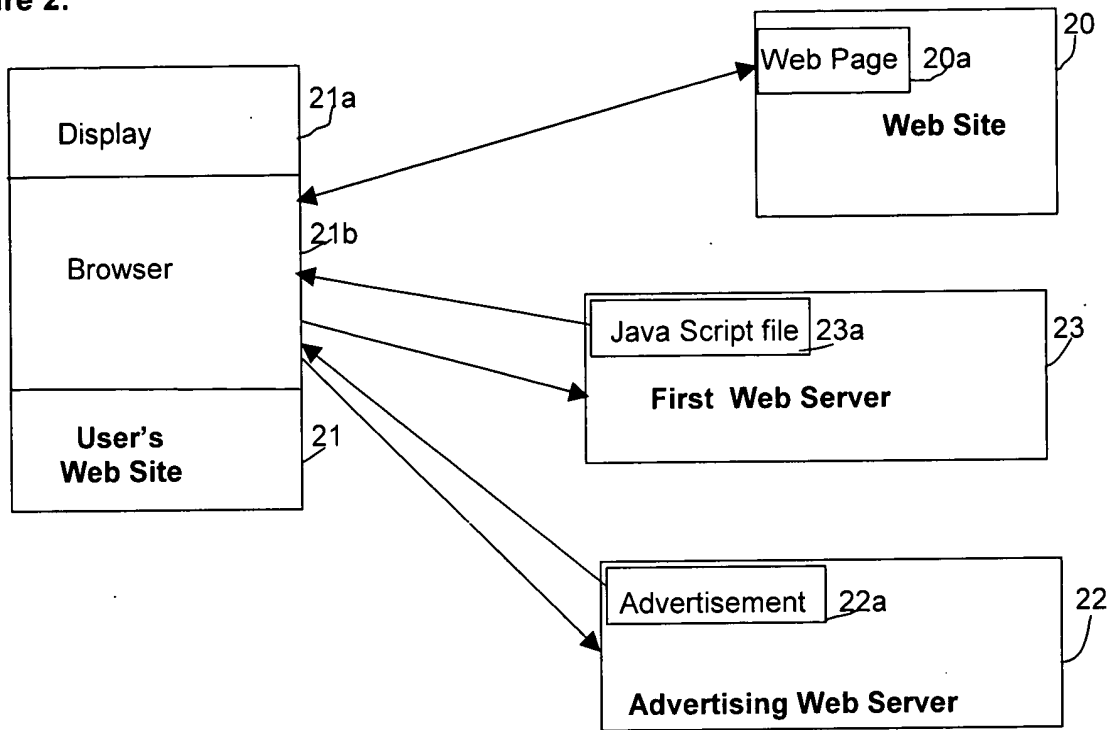 re 2.
Display
21a
Browser
21b
User's
Web Site
21
Web Page
20a
20
Web Site
Java Script file
23a
23
First Web Server
Advertisement
22a
22
Advertising Web Server